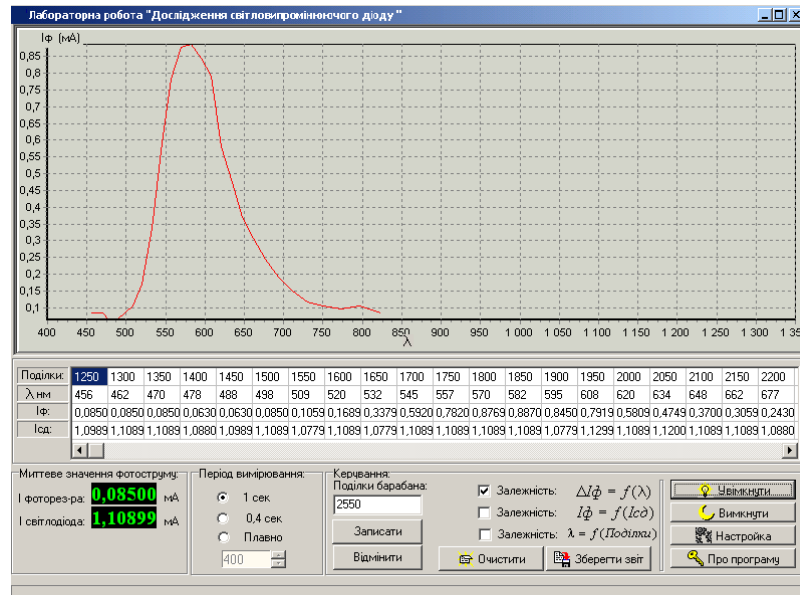 Лабораторна робота "Дослідження світловипромінюючого діоду"
Iф (мА)
0,85
0,8
0,75
0,7
0,65
0,6
0,55
0,5
0,45
0,4
0,35
0,3
0,25
0,2
0,15
0,1
400 450 500 550 600 650 700 750 800 850 900 950 1 000 1 050 1 100 1 150 1 200 1 250 1 300 1 35
λ
Поділки: 1250 1300 1350 1400 1450 1500 1550 1600 1650 1700 1750 1800 1850 1900 1950 2000 2050 2100 2150 2200
λ нм 456 462 470 478 488 498 509 520 532 545 557 570 582 595 608 620 634 648 662 677
Iф: 0,0850 0,0850 0,0850 0,0630 0,0630 0,0850 0,1059 0,1689 0,3379 0,5920 0,7820 0,8769 0,8870 0,8450 0,7919 0,5809 0,4749 0,3700 0,3059 0,2430
Iсд: 1,0989 1,1089 1,1089 1,0880 1,0989 1,1089 1,0779 1,1089 1,0779 1,1089 1,1089 1,1089 1,1089 1,0779 1,1299 1,1089 1,1200 1,1089 1,1089 1,0880
Миттеве значення фотоструму:
I фоторез-ра: 0,08500 мА
I світлодіода: 1,10899 мА
Період вимірювання:
1 сек
0,4 сек
Плавно
400
Керування:
Поділки барабана:
2550
Записати
Відмінити
Залежність: ΔIф = f(λ)
Залежність: Iф = f(Iсд)
Залежність: λ = f(Поділки)
Очистити
Зберегти звіт
Увімкнути
Вимкнути
Настройка
Про програму